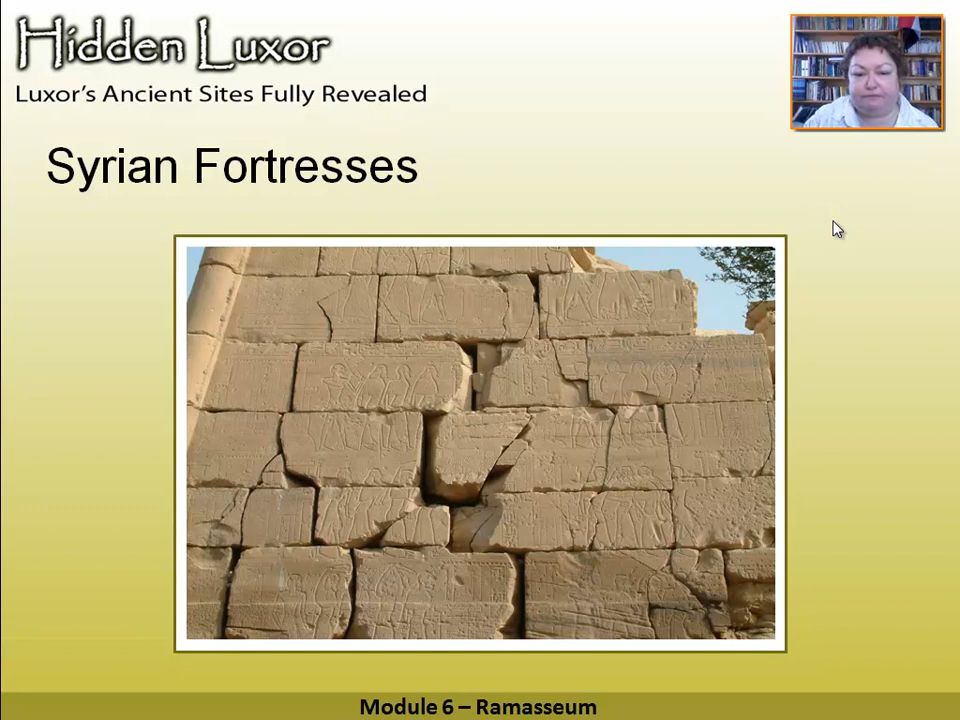 Hidden Luxor
Luxor's Ancient Sites Fully Revealed
Syrian Fortresses
Module 6 – Ramasseum